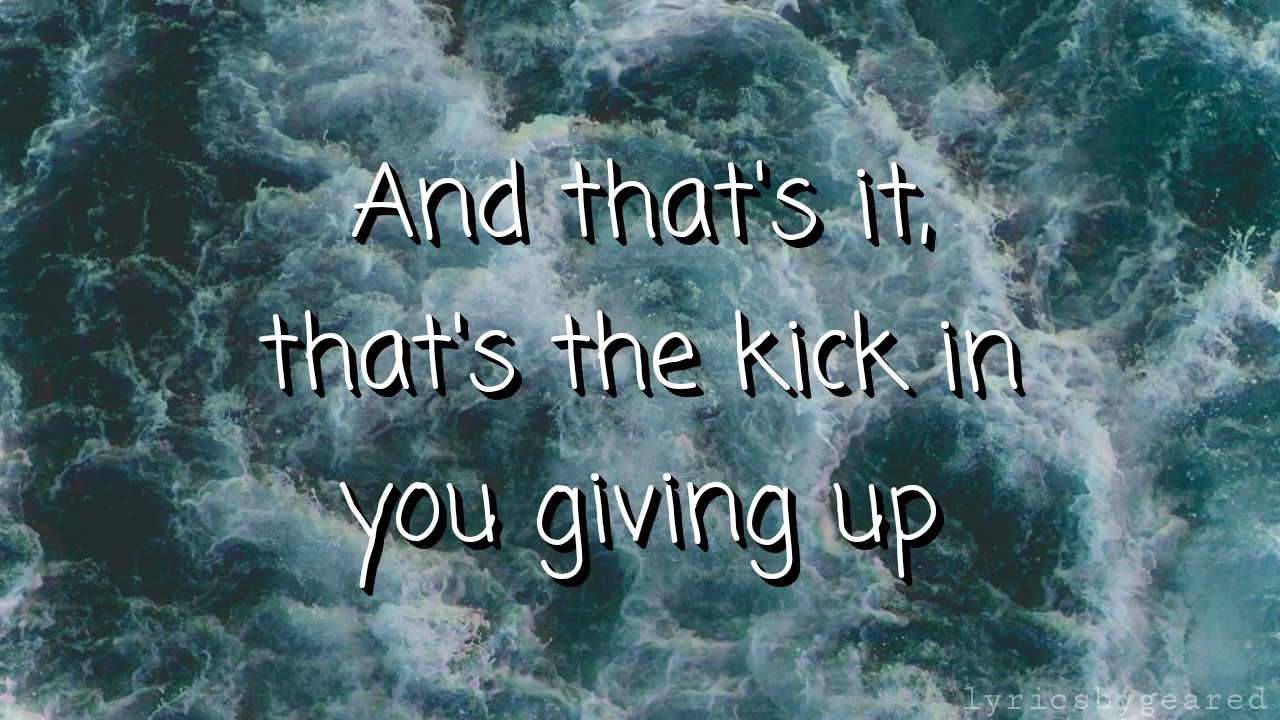 And that's it,
that's the kick in
you giving up
lyricsbygeared